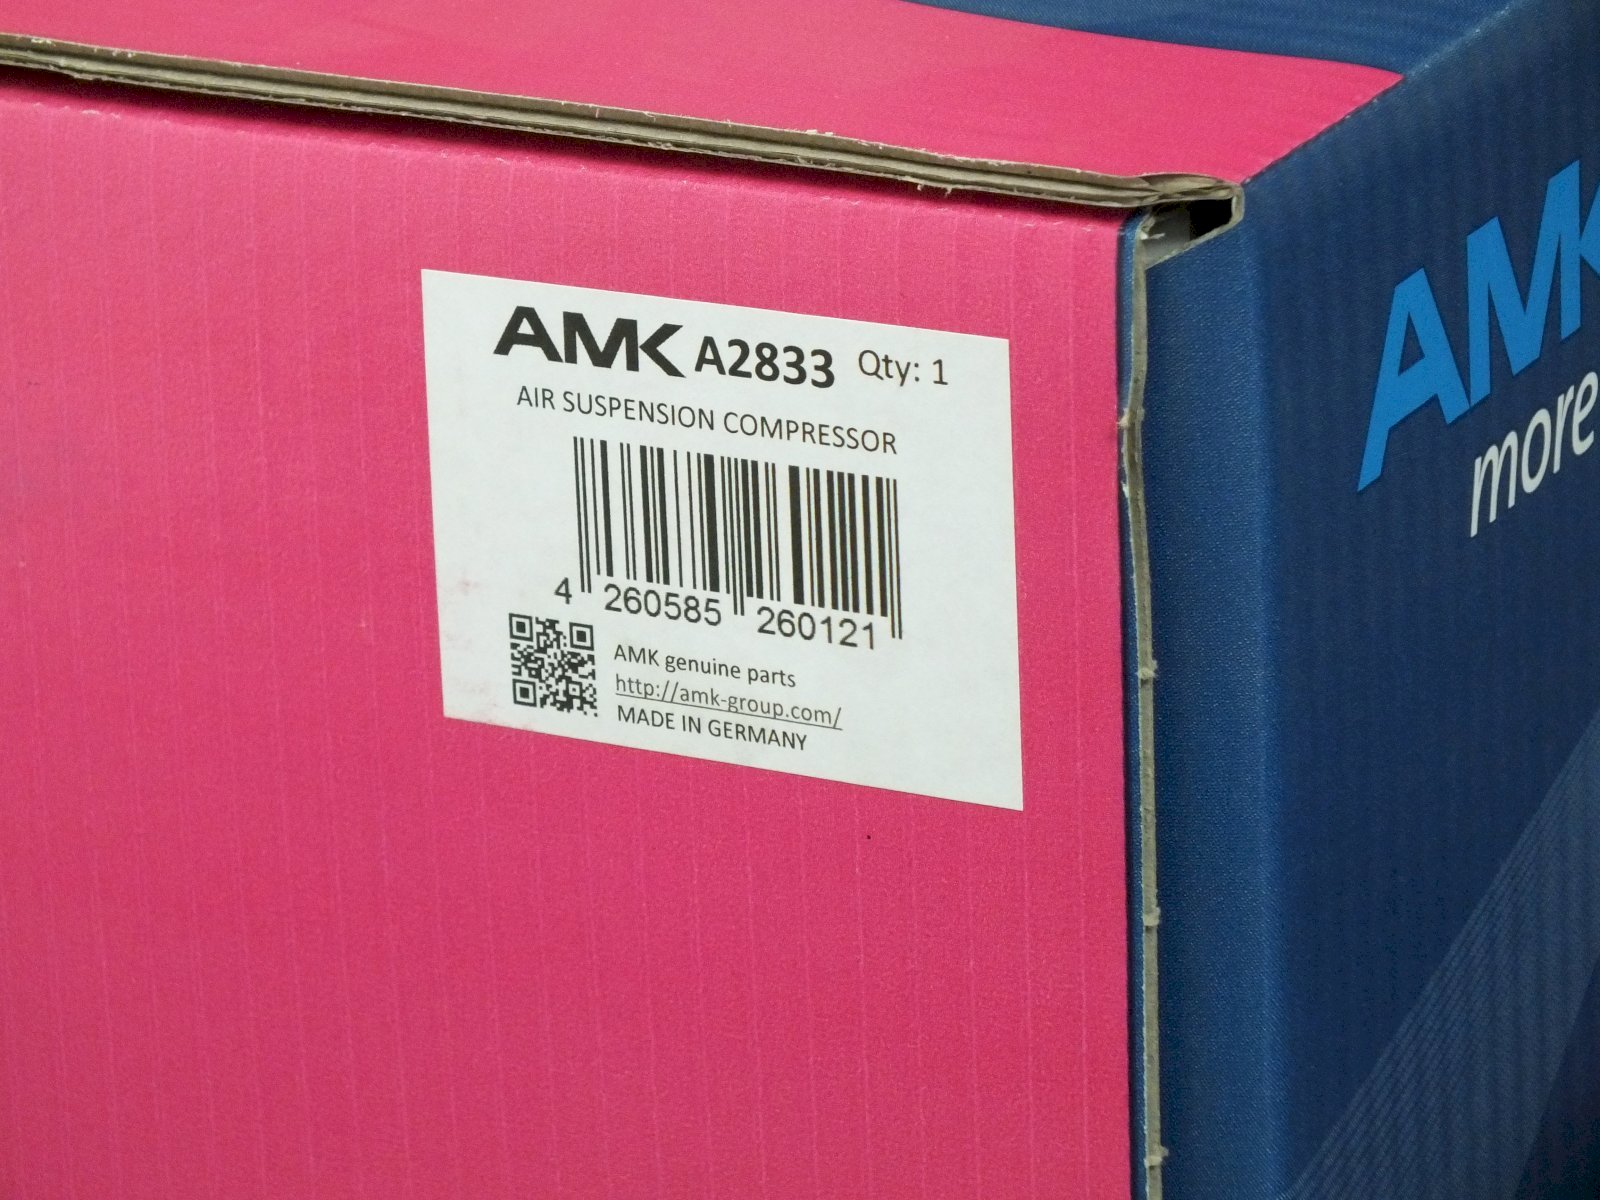 AMK A2833 Qty: 1
AIR SUSPENSION COMPRESSOR
4 260585 260121
AMK genuine parts
http://amk-group.com/
MADE IN GERMANY
AMK
more